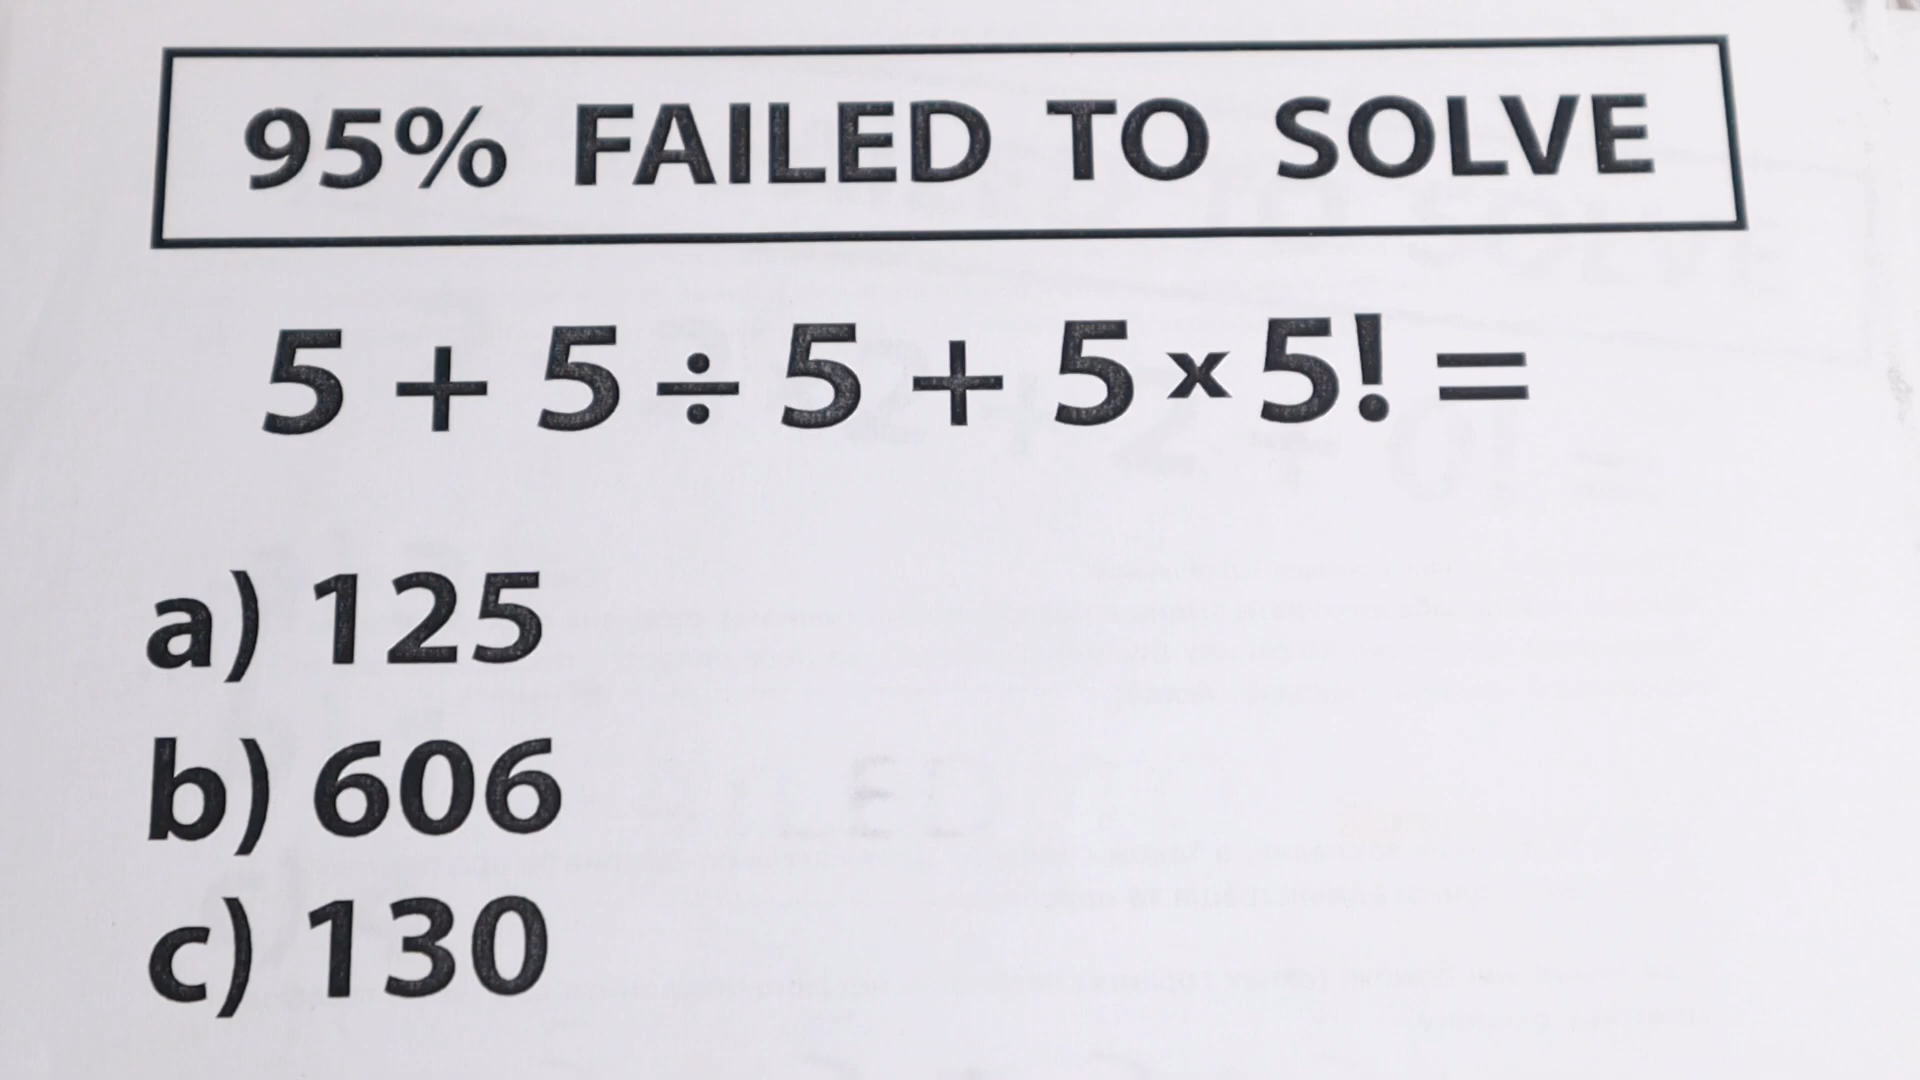 95% FAILED TO SOLVE
5 + 5 ÷ 5 + 5 × 5! =
a) 125
b) 606
c) 130